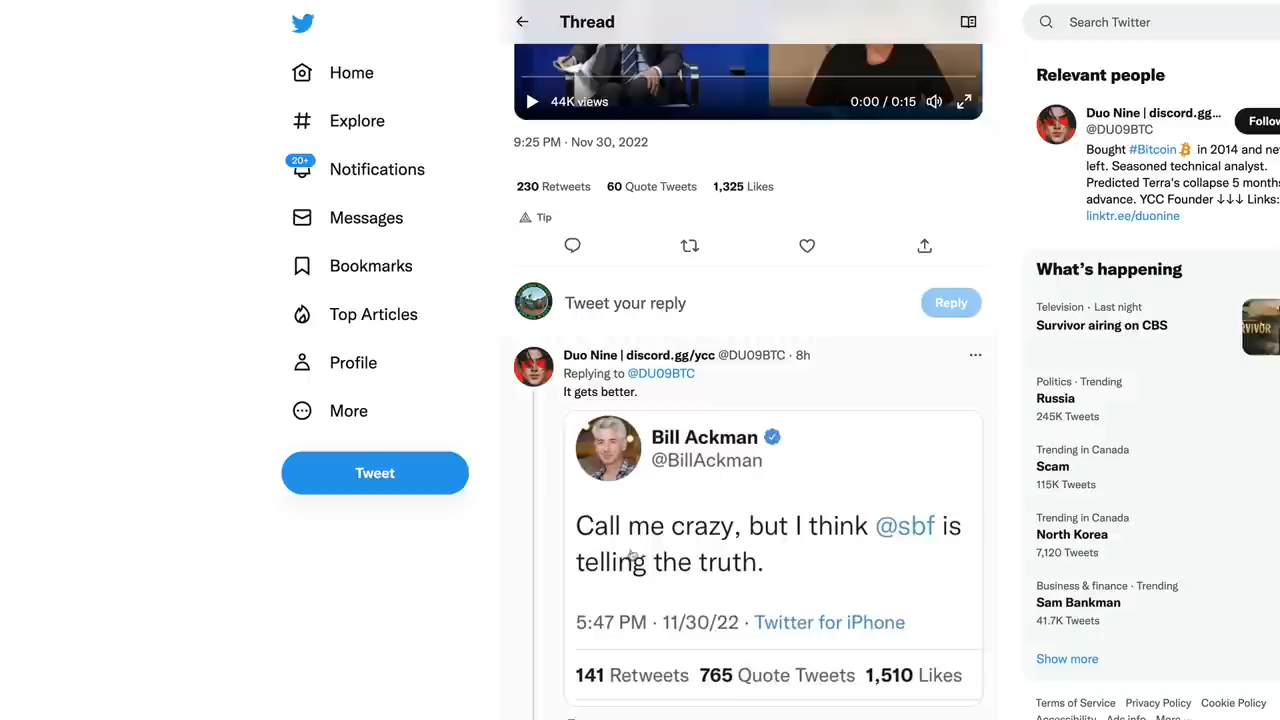 Home
Explore
20+
Notifications
Messages
Bookmarks
Top Articles
Profile
More
Tweet
Thread
44K views
0:00 / 0:15
9:25 PM · Nov 30, 2022
230 Retweets 60 Quote Tweets 1,325 Likes
Tip
Tweet your reply
Reply
Duo Nine | discord.gg/ycc @DU09BTC · 8h
Replying to @DU09BTC
It gets better.
Bill Ackman
@BillAckman
Call me crazy, but I think @sbf is
telling the truth.
5:47 PM · 11/30/22 · Twitter for iPhone
141 Retweets 765 Quote Tweets 1,510 Likes
Search Twitter
Relevant people
Duo Nine | discord.gg...
@DU09BTC
Follow
Bought #Bitcoin in 2014 and ne
left. Seasoned technical analyst.
Predicted Terra's collapse 5 months
advance. YCC Founder ↓↓↓ Links:
linktr.ee/duonine
What's happening
Television · Last night
Survivor airing on CBS
Politics · Trending
Russia
245K Tweets
Trending in Canada
Scam
115K Tweets
Trending in Canada
North Korea
7,120 Tweets
Business & finance · Trending
Sam Bankman
41.7K Tweets
Show more
Terms of Service Privacy Policy Cookie Policy
Accessibility Ads info More